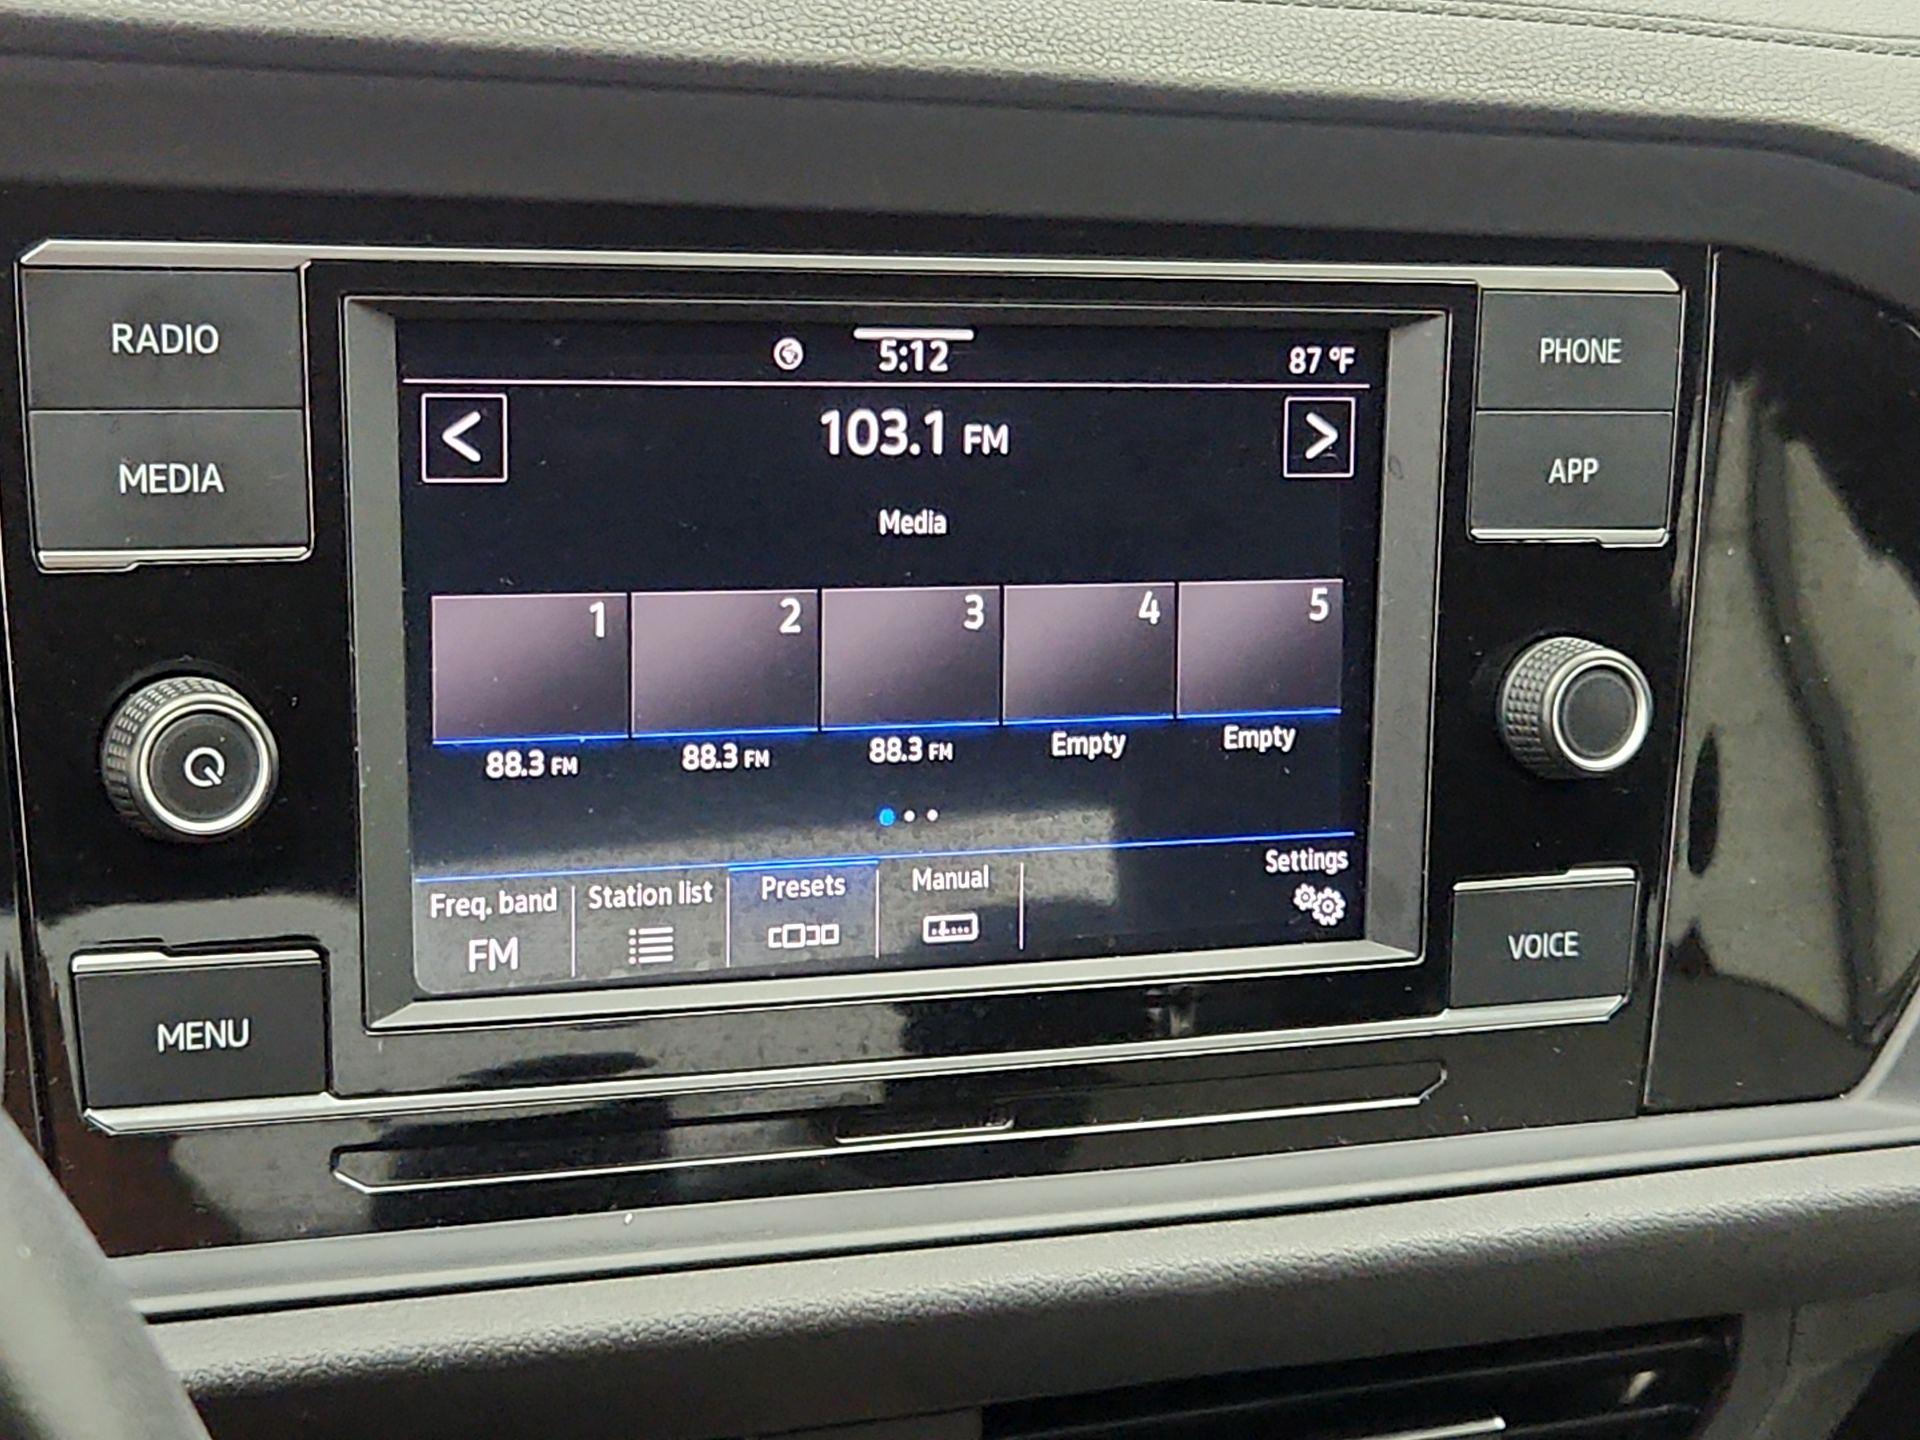 RADIO
MEDIA
MENU
5:12
87 °F
<
103.1 FM
>
Media
1
2
3
4
5
88.3 FM
88.3 FM
88.3 FM
Empty
Empty
Freq. band
FM
Station list
Presets
Manual
Settings
PHONE
APP
VOICE